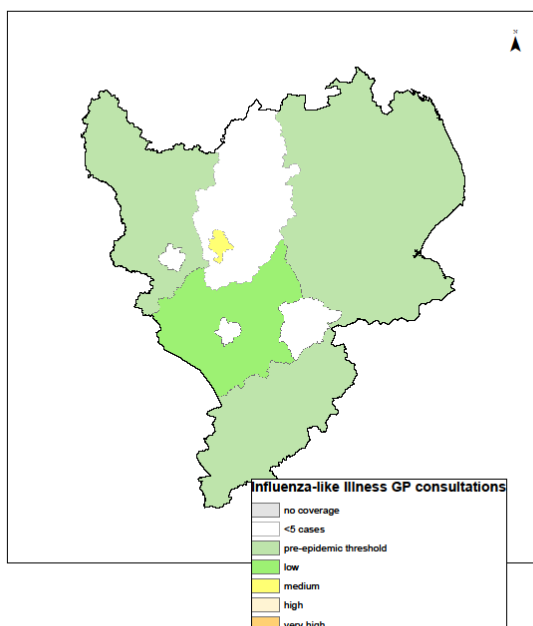 N
Influenza-like Illness GP consultations
no coverage
<5 cases
pre-epidemic threshold
low
medium
high
very high